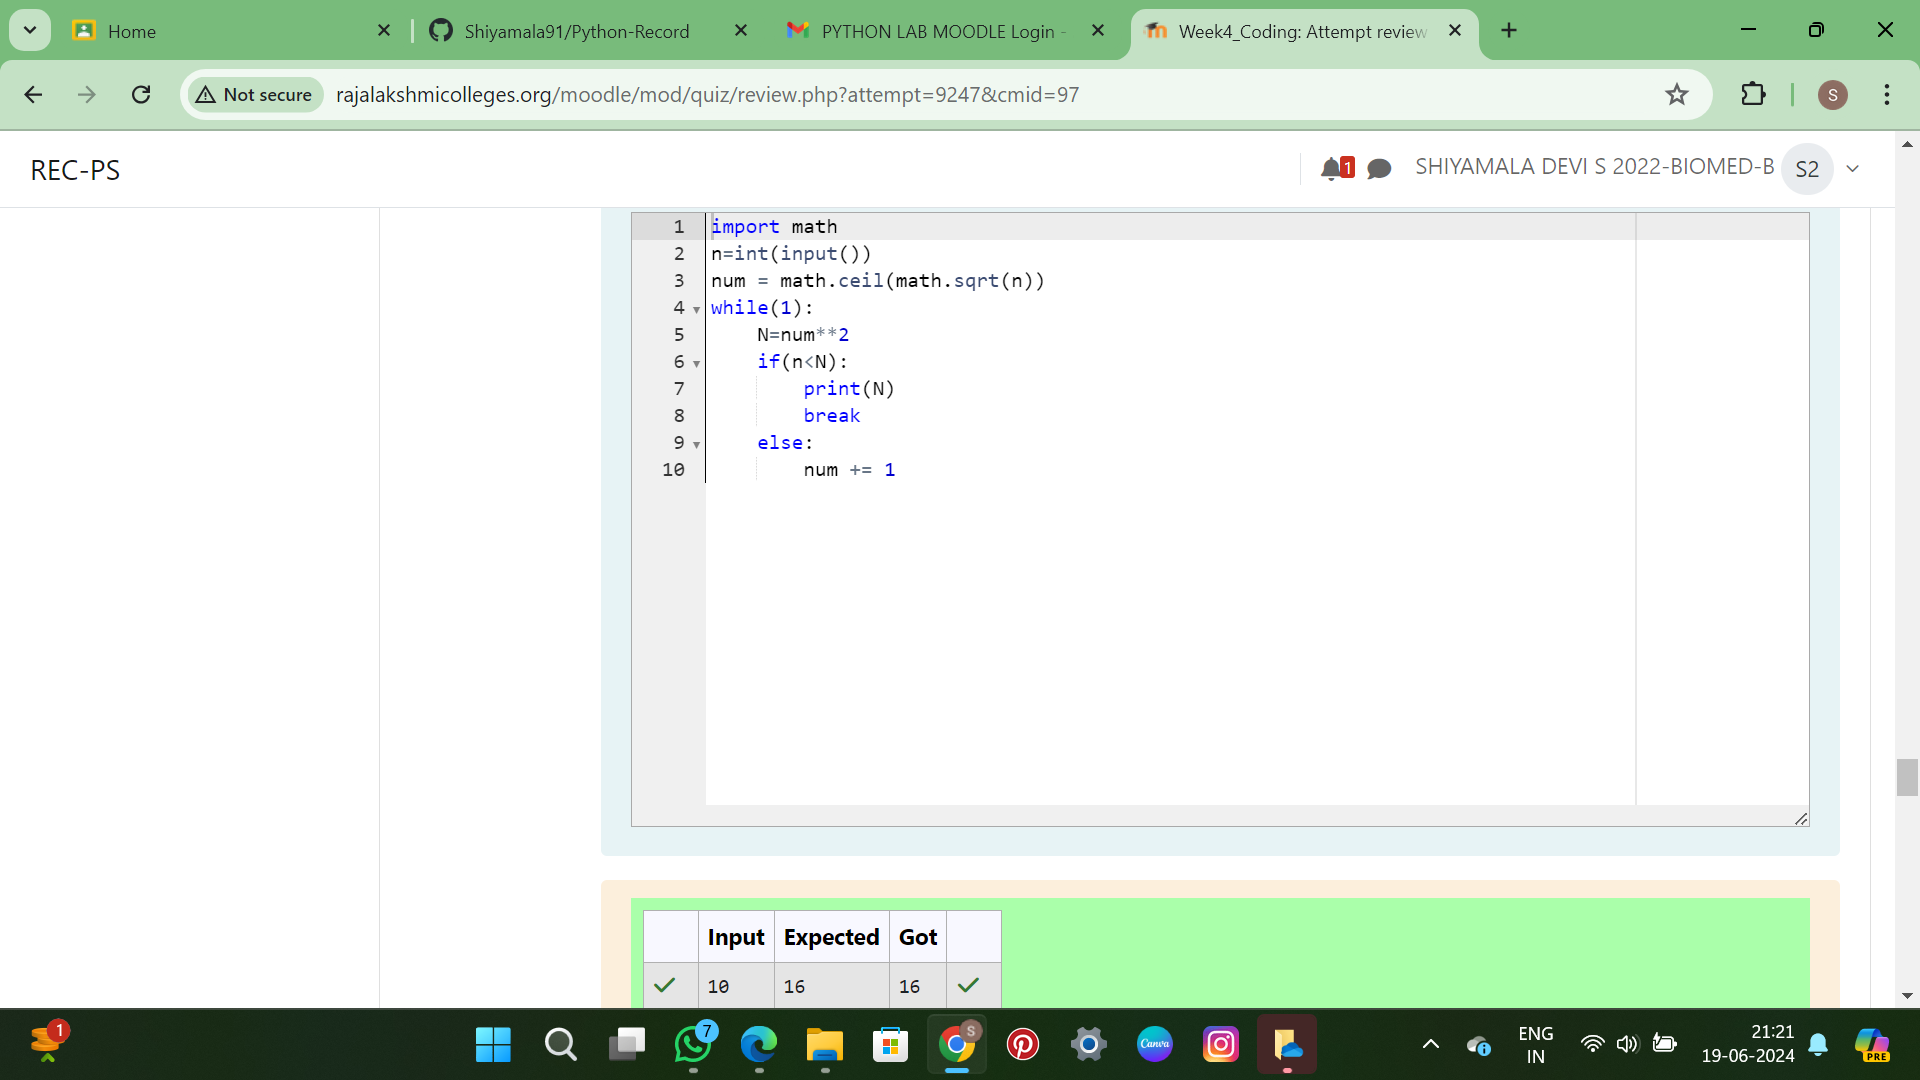 Home
Shiyamala91/Python-Record
PYTHON LAB MOODLE Login -
Week4_Coding: Attempt review
Not secure
rajalakshmicolleges.org/moodle/mod/quiz/review.php?attempt=9247&cmid=97
S
REC-PS
1
SHIYAMALA DEVI S 2022-BIOMED-B
S2
1 import math
2 n=int(input())
3 num = math.ceil(math.sqrt(n))
4 while(1):
5     N=num**2
6     if(n<N):
7         print(N)
8         break
9     else:
10         num += 1
Input Expected Got
10 16 16
1
7
S
Canva
ENG
IN
21:21
19-06-2024
PRE